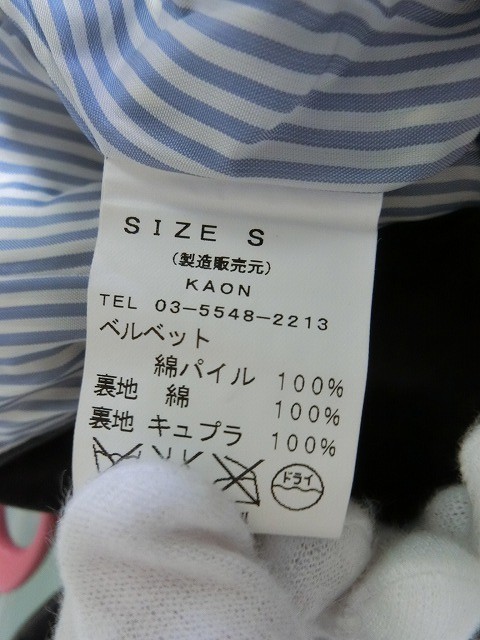 SIZE S
(製造販売元)
KAON
TEL 03-5548-2213
ベルベット
綿パイル 100%
裏地 綿 100%
裏地 キュプラ 100%
ドライ